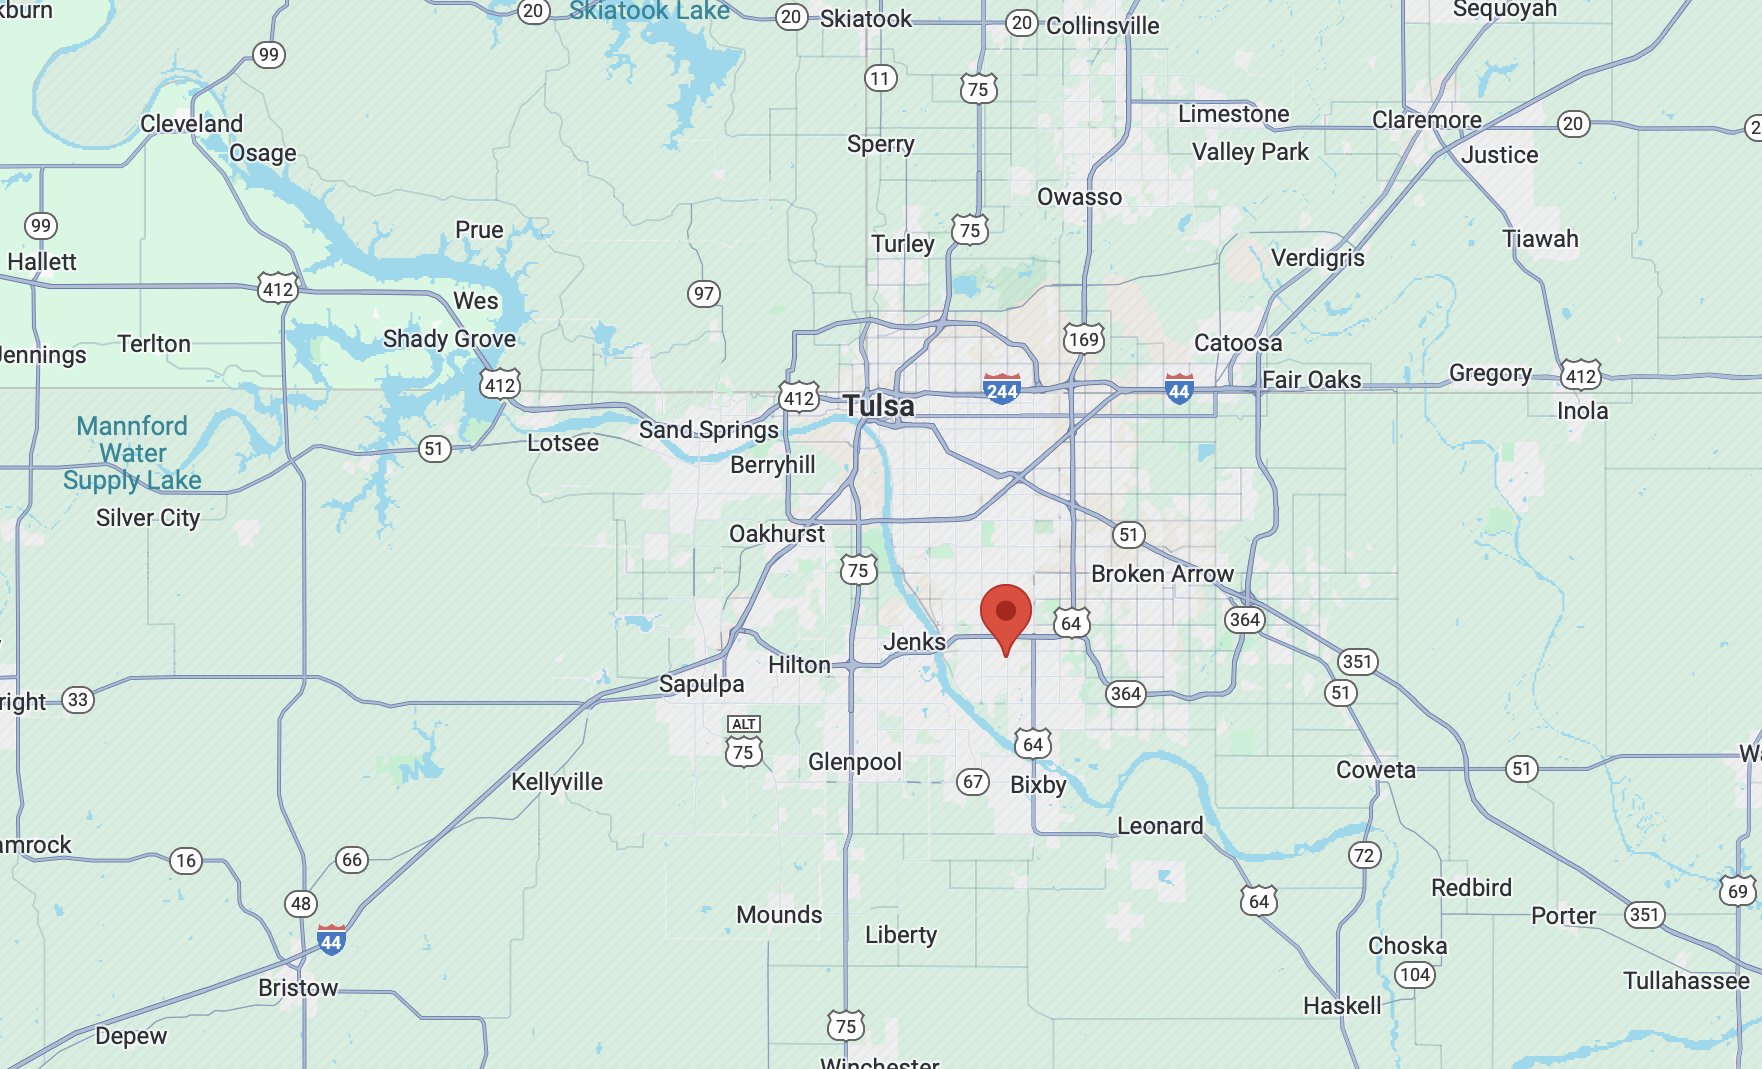 kburn
20
Skiatook Lake
20
Skiatook
20
Collinsville
Sequoyah
99
11
75
Cleveland
Osage
Sperry
Limestone
Valley Park
Claremore
20
2
Justice
Owasso
99
Hallett
Prue
75
Turley
Tiawah
Verdigris
412
Wes
97
Jennings
Terlton
Shady Grove
169
Catoosa
412
412
Tulsa
244
44
Fair Oaks
Gregory
412
Inola
Mannford
Water
Supply Lake
51
Lotsee
Sand Springs
Berryhill
Silver City
Oakhurst
51
75
Broken Arrow
64
364
Jenks
Hilton
Sapulpa
351
51
364
right
33
ALT
75
64
Glenpool
67
Bixby
Kellyville
Coweta
51
Wa
Leonard
amrock
16
66
72
48
44
64
Redbird
Porter
351
69
Mounds
Liberty
Choska
104
Tullahassee
Bristow
Haskell
Depew
75
Winchester